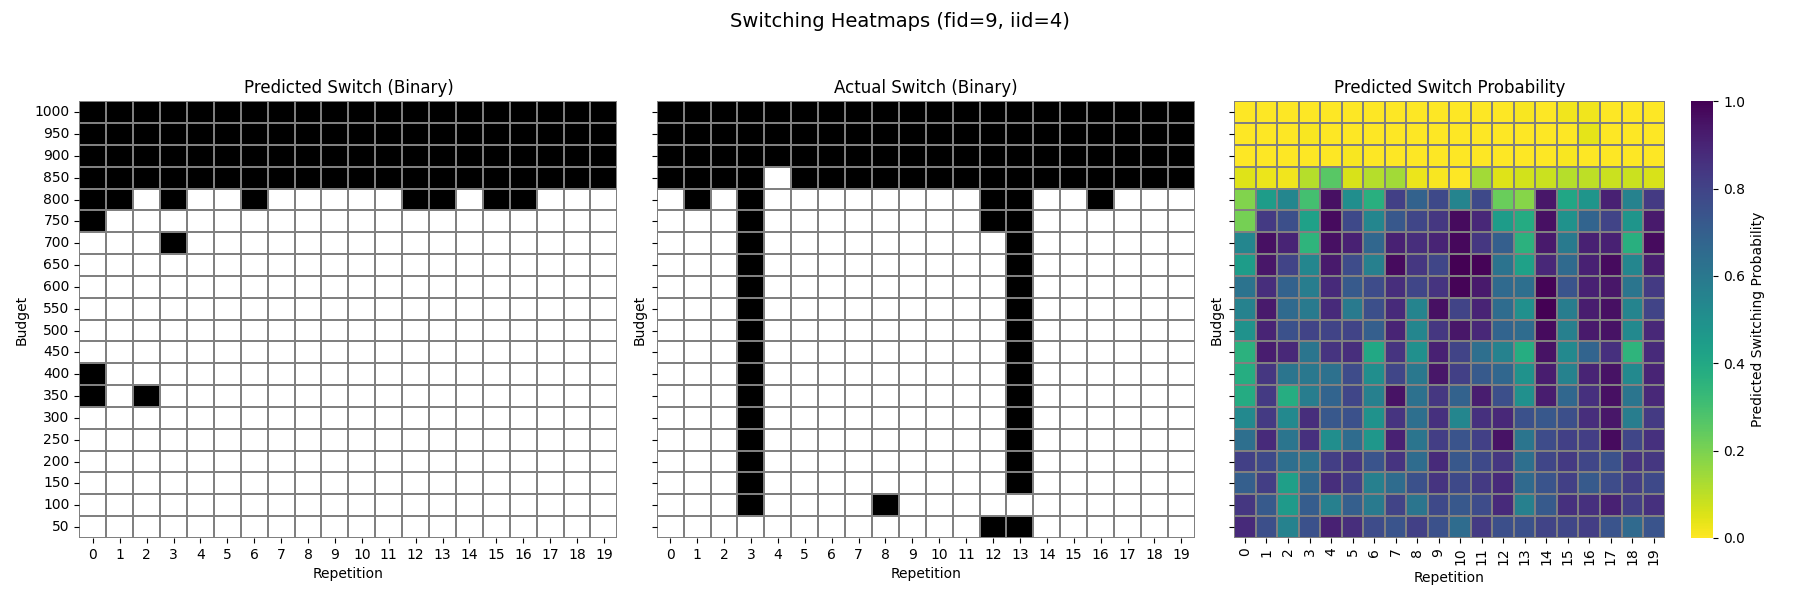 Switching Heatmaps (fid=9, iid=4)
Predicted Switch (Binary)
Budget
1000
950
900
850
800
750
700
650
600
550
500
450
400
350
300
250
200
150
100
50
0 1 2 3 4 5 6 7 8 9 10 11 12 13 14 15 16 17 18 19
Repetition
Actual Switch (Binary)
Budget
0 1 2 3 4 5 6 7 8 9 10 11 12 13 14 15 16 17 18 19
Repetition
Predicted Switch Probability
Budget
0 1 2 3 4 5 6 7 8 9 10 11 12 13 14 15 16 17 18 19
Repetition
1.0
0.8
0.6
0.4
0.2
0.0
Predicted Switching Probability